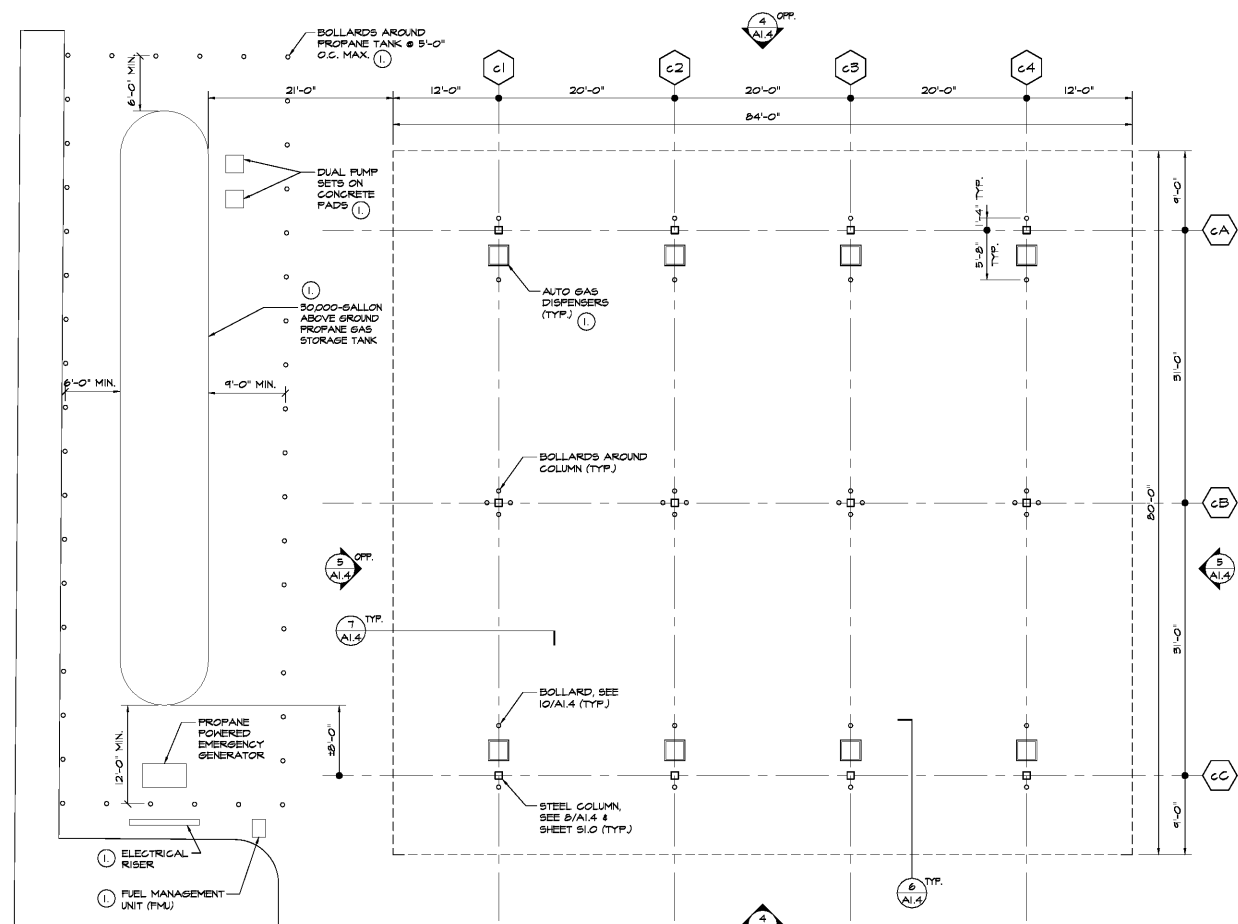 4
A1.4
OPP.
BOLLARDS AROUND
PROPANE TANK @ 5'-0"
O.C. MAX. 1.
c1
c2
c3
c4
6'-0" MIN.
21'-0"
12'-0"
20'-0"
20'-0"
20'-0"
12'-0"
84'-0"
DUAL PUMP
SETS ON
CONCRETE
PADS 1.
1'-4" TYP.
5'-8"
TYP.
9'-0"
cA
AUTO GAS
DISPENSERS
(TYP.) 1.
1.
30,000-GALLON
ABOVE GROUND
PROPANE GAS
STORAGE TANK
6'-0" MIN.
9'-0" MIN.
31'-0"
BOLLARDS AROUND
COLUMN (TYP.)
80'-0"
cB
5
A1.4
OPP.
5
A1.4
7
A1.4
TYP.
31'-0"
BOLLARD, SEE
10/A1.4 (TYP.)
PROPANE
POWERED
EMERGENCY
GENERATOR
12'-0" MIN.
±8'-0"
cC
STEEL COLUMN,
SEE 8/A1.4 &
SHEET S1.0 (TYP.)
9'-0"
1. ELECTRICAL
RISER
1. FUEL MANAGEMENT
UNIT (FMU)
6
A1.4
TYP.
4